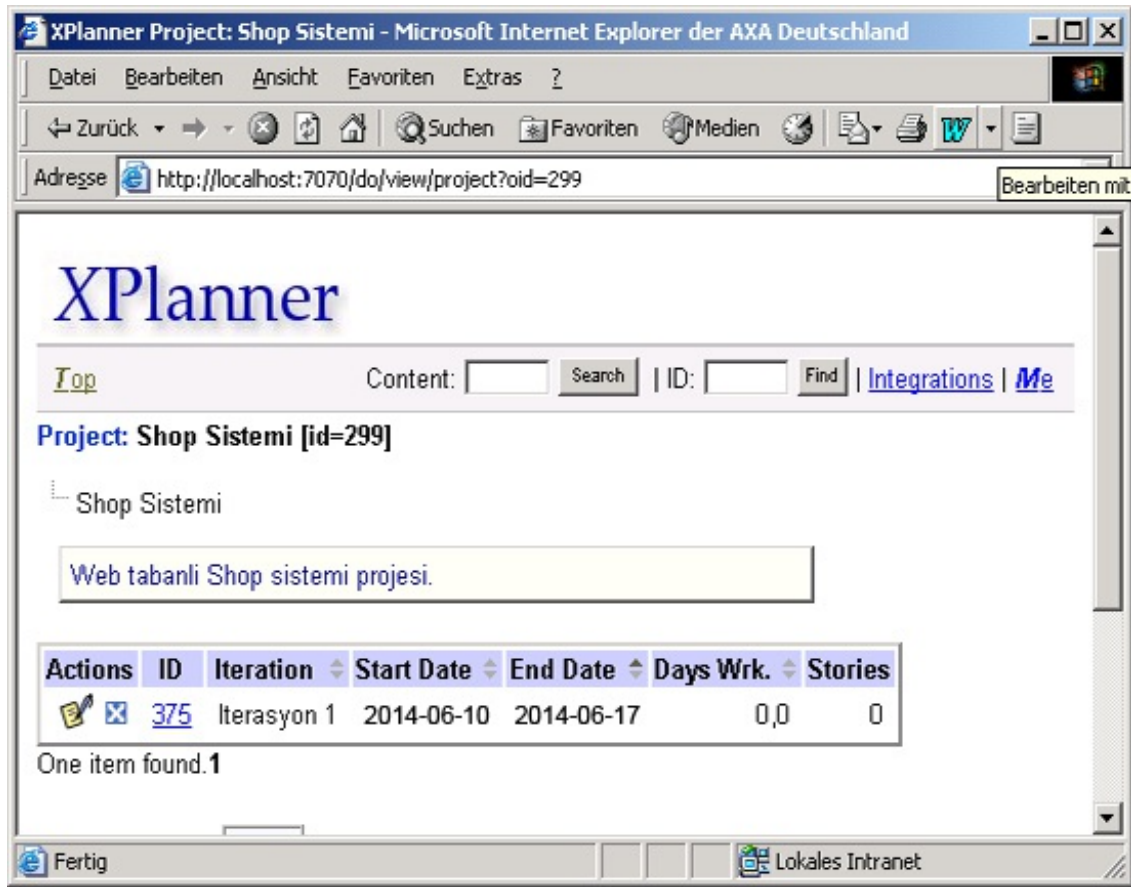 XPlanner Project: Shop Sistemi - Microsoft Internet Explorer der AXA Deutschland
Datei Bearbeiten Ansicht Favoriten Extras ?
Zurück Suchen Favoriten Medien
Adresse http://localhost:7070/do/view/project?oid=299
Bearbeiten mit
XPlanner
Top Content: Search | ID: Find | Integrations | Me
Project: Shop Sistemi [id=299]
Shop Sistemi
Web tabanli Shop sistemi projesi.
Actions ID Iteration Start Date End Date Days Wrk. Stories
375 Iterasyon 1 2014-06-10 2014-06-17 0,0 0
One item found.1
Fertig Lokales Intranet